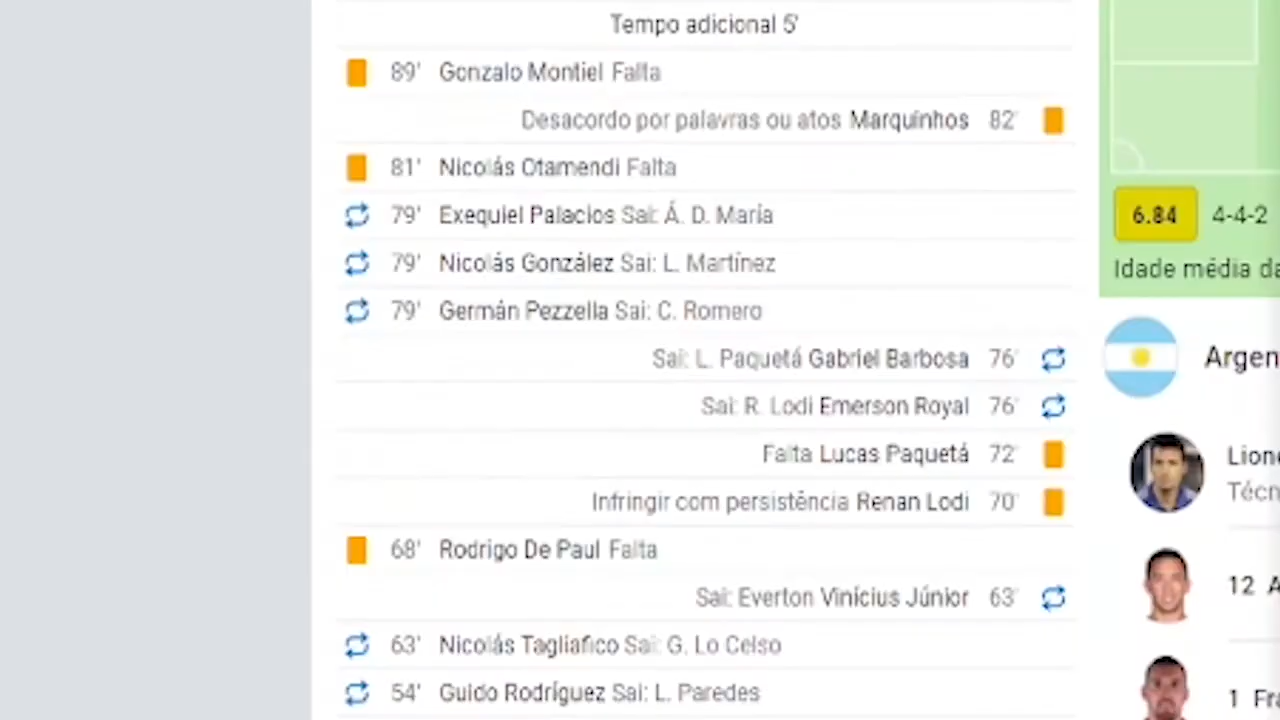 Tempo adicional 5'
89' Gonzalo Montiel Falta
Desacordo por palavras ou atos Marquinhos 82'
81' Nicolás Otamendi Falta
79' Exequiel Palacios Sai: Á. D. María
79' Nicolás González Sai: L. Martínez
79' Germán Pezzella Sai: C. Romero
Sai: L. Paquetá Gabriel Barbosa 76'
Sai: R. Lodi Emerson Royal 76'
Falta Lucas Paquetá 72'
Infringir com persistência Renan Lodi 70'
68' Rodrigo De Paul Falta
Sai: Everton Vinícius Júnior 63'
63' Nicolás Tagliafico Sai: G. Lo Celso
54' Guido Rodríguez Sai: L. Paredes
6.84 4-4-2
Idade média da
Argen
Lione
Técn
12 A
1 Fra